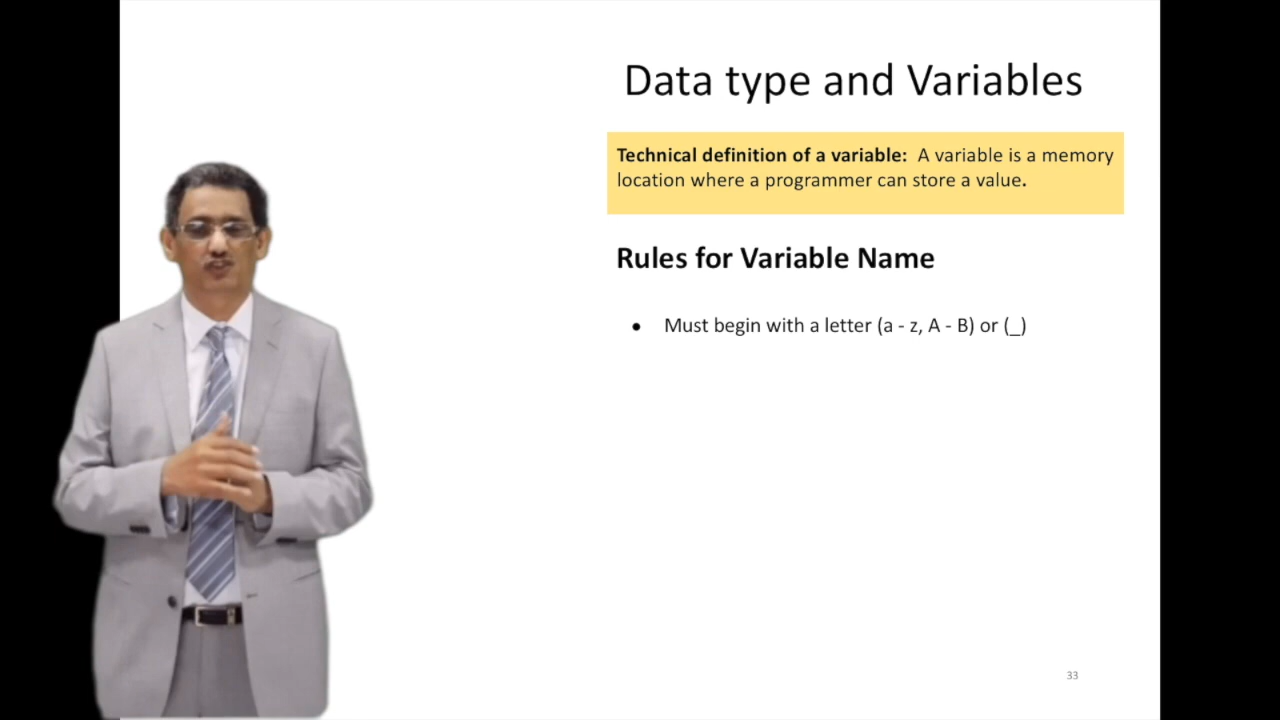 Data type and Variables
Technical definition of a variable: A variable is a memory
location where a programmer can store a value.
Rules for Variable Name
● Must begin with a letter (a - z, A - B) or (_)
33